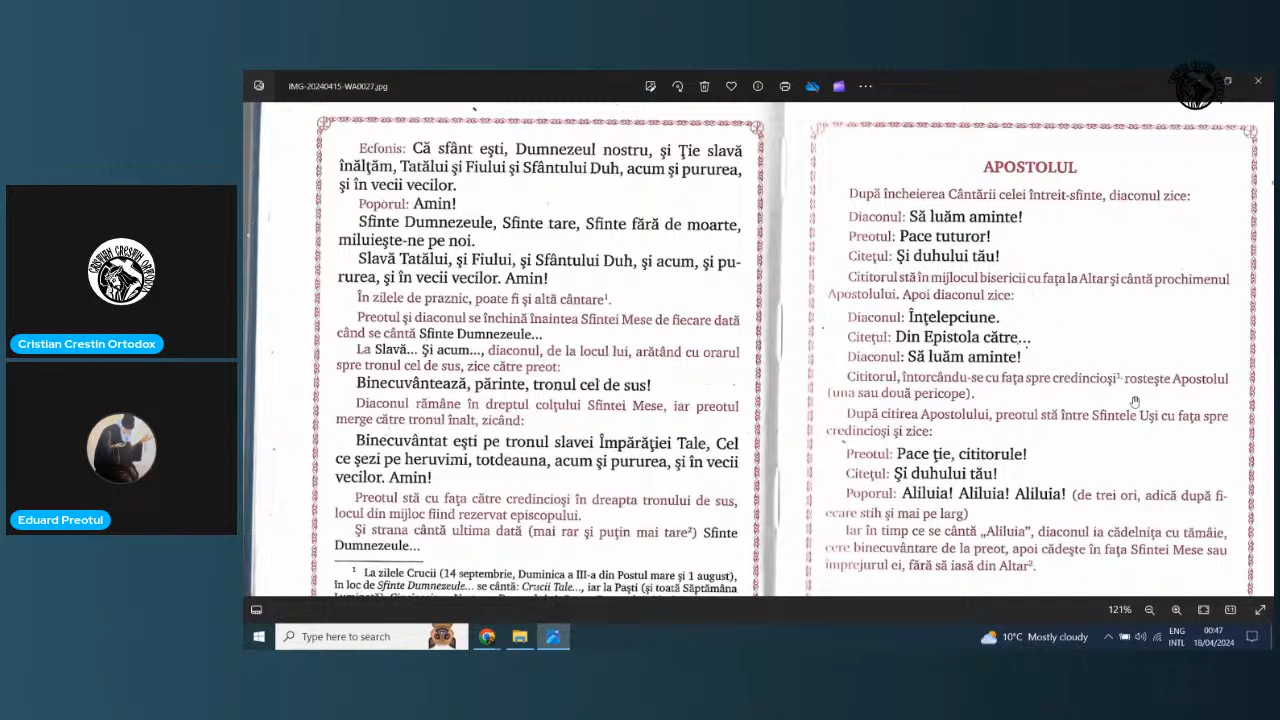 IMG-20240415-WA0027.jpg
Ecfonis: Că sfânt ești, Dumnezeul nostru, și Ție slavă
înălțăm, Tatălui și Fiului și Sfântului Duh, acum și pururea,
și în vecii vecilor.
Poporul: Amin!
Sfinte Dumnezeule, Sfinte tare, Sfinte fără de moarte,
miluiește-ne pe noi.
Slavă Tatălui, și Fiului, și Sfântului Duh, și acum, și pu-
rurea, și în vecii vecilor. Amin!
În zilele de praznic, poate fi și altă cântare¹.
Preotul și diaconul se închină înaintea Sfintei Mese de fiecare dată
când se cântă Sfinte Dumnezeule...
La Slavă... Și acum..., diaconul, de la locul lui, arătând cu orarul
spre tronul cel de sus, zice către preot:
Binecuvântează, părinte, tronul cel de sus!
Diaconul rămâne în dreptul colțului Sfintei Mese, iar preotul
merge către tronul înalt, zicând:
Binecuvântat ești pe tronul slavei Împărăției Tale, Cel
ce șezi pe heruvimi, totdeauna, acum și pururea, și în vecii
vecilor. Amin!
Preotul stă cu fața către credincioși în dreapta tronului de sus,
locul din mijloc fiind rezervat episcopului.
Și strana cântă ultima dată (mai rar și puțin mai tare²) Sfinte
Dumnezeule...
¹ La zilele Crucii (14 septembrie, Duminica a III-a din Postul mare și 1 august),
în loc de Sfinte Dumnezeule... se cântă: Crucii Tale..., iar la Paști (și toată Săptămâna
APOSTOLUL
După încheierea Cântării celei întreit-sfinte, diaconul zice:
Diaconul: Să luăm aminte!
Preotul: Pace tuturor!
Citețul: Și duhului tău!
Cititorul stă în mijlocul bisericii cu fața la Altar și cântă prochimenul
Apostolului. Apoi diaconul zice:
Diaconul: Înțelepciune.
Citețul: Din Epistola către...
Diaconul: Să luăm aminte!
Cititorul, întorcându-se cu fața spre credincioși¹· rostește Apostolul
(una sau două pericope).
După citirea Apostolului, preotul stă între Sfintele Uși cu fața spre
credincioși și zice:
Preotul: Pace ție, cititorule!
Citețul: Și duhului tău!
Poporul: Aliluia! Aliluia! Aliluia! (de trei ori, adică după fi-
ecare stih și mai pe larg)
Iar în timp ce se cântă „Aliluia”, diaconul ia cădelnița cu tămâie,
cere binecuvântare de la preot, apoi cădește în fața Sfintei Mese sau
împrejurul ei, fără să iasă din Altar².
CRISTIAN CRESTIN ORTODOX
Cristian Crestin Ortodox
Eduard Preotul
121%
Type here to search
10°C Mostly cloudy
ENG
INTL
00:47
18/04/2024